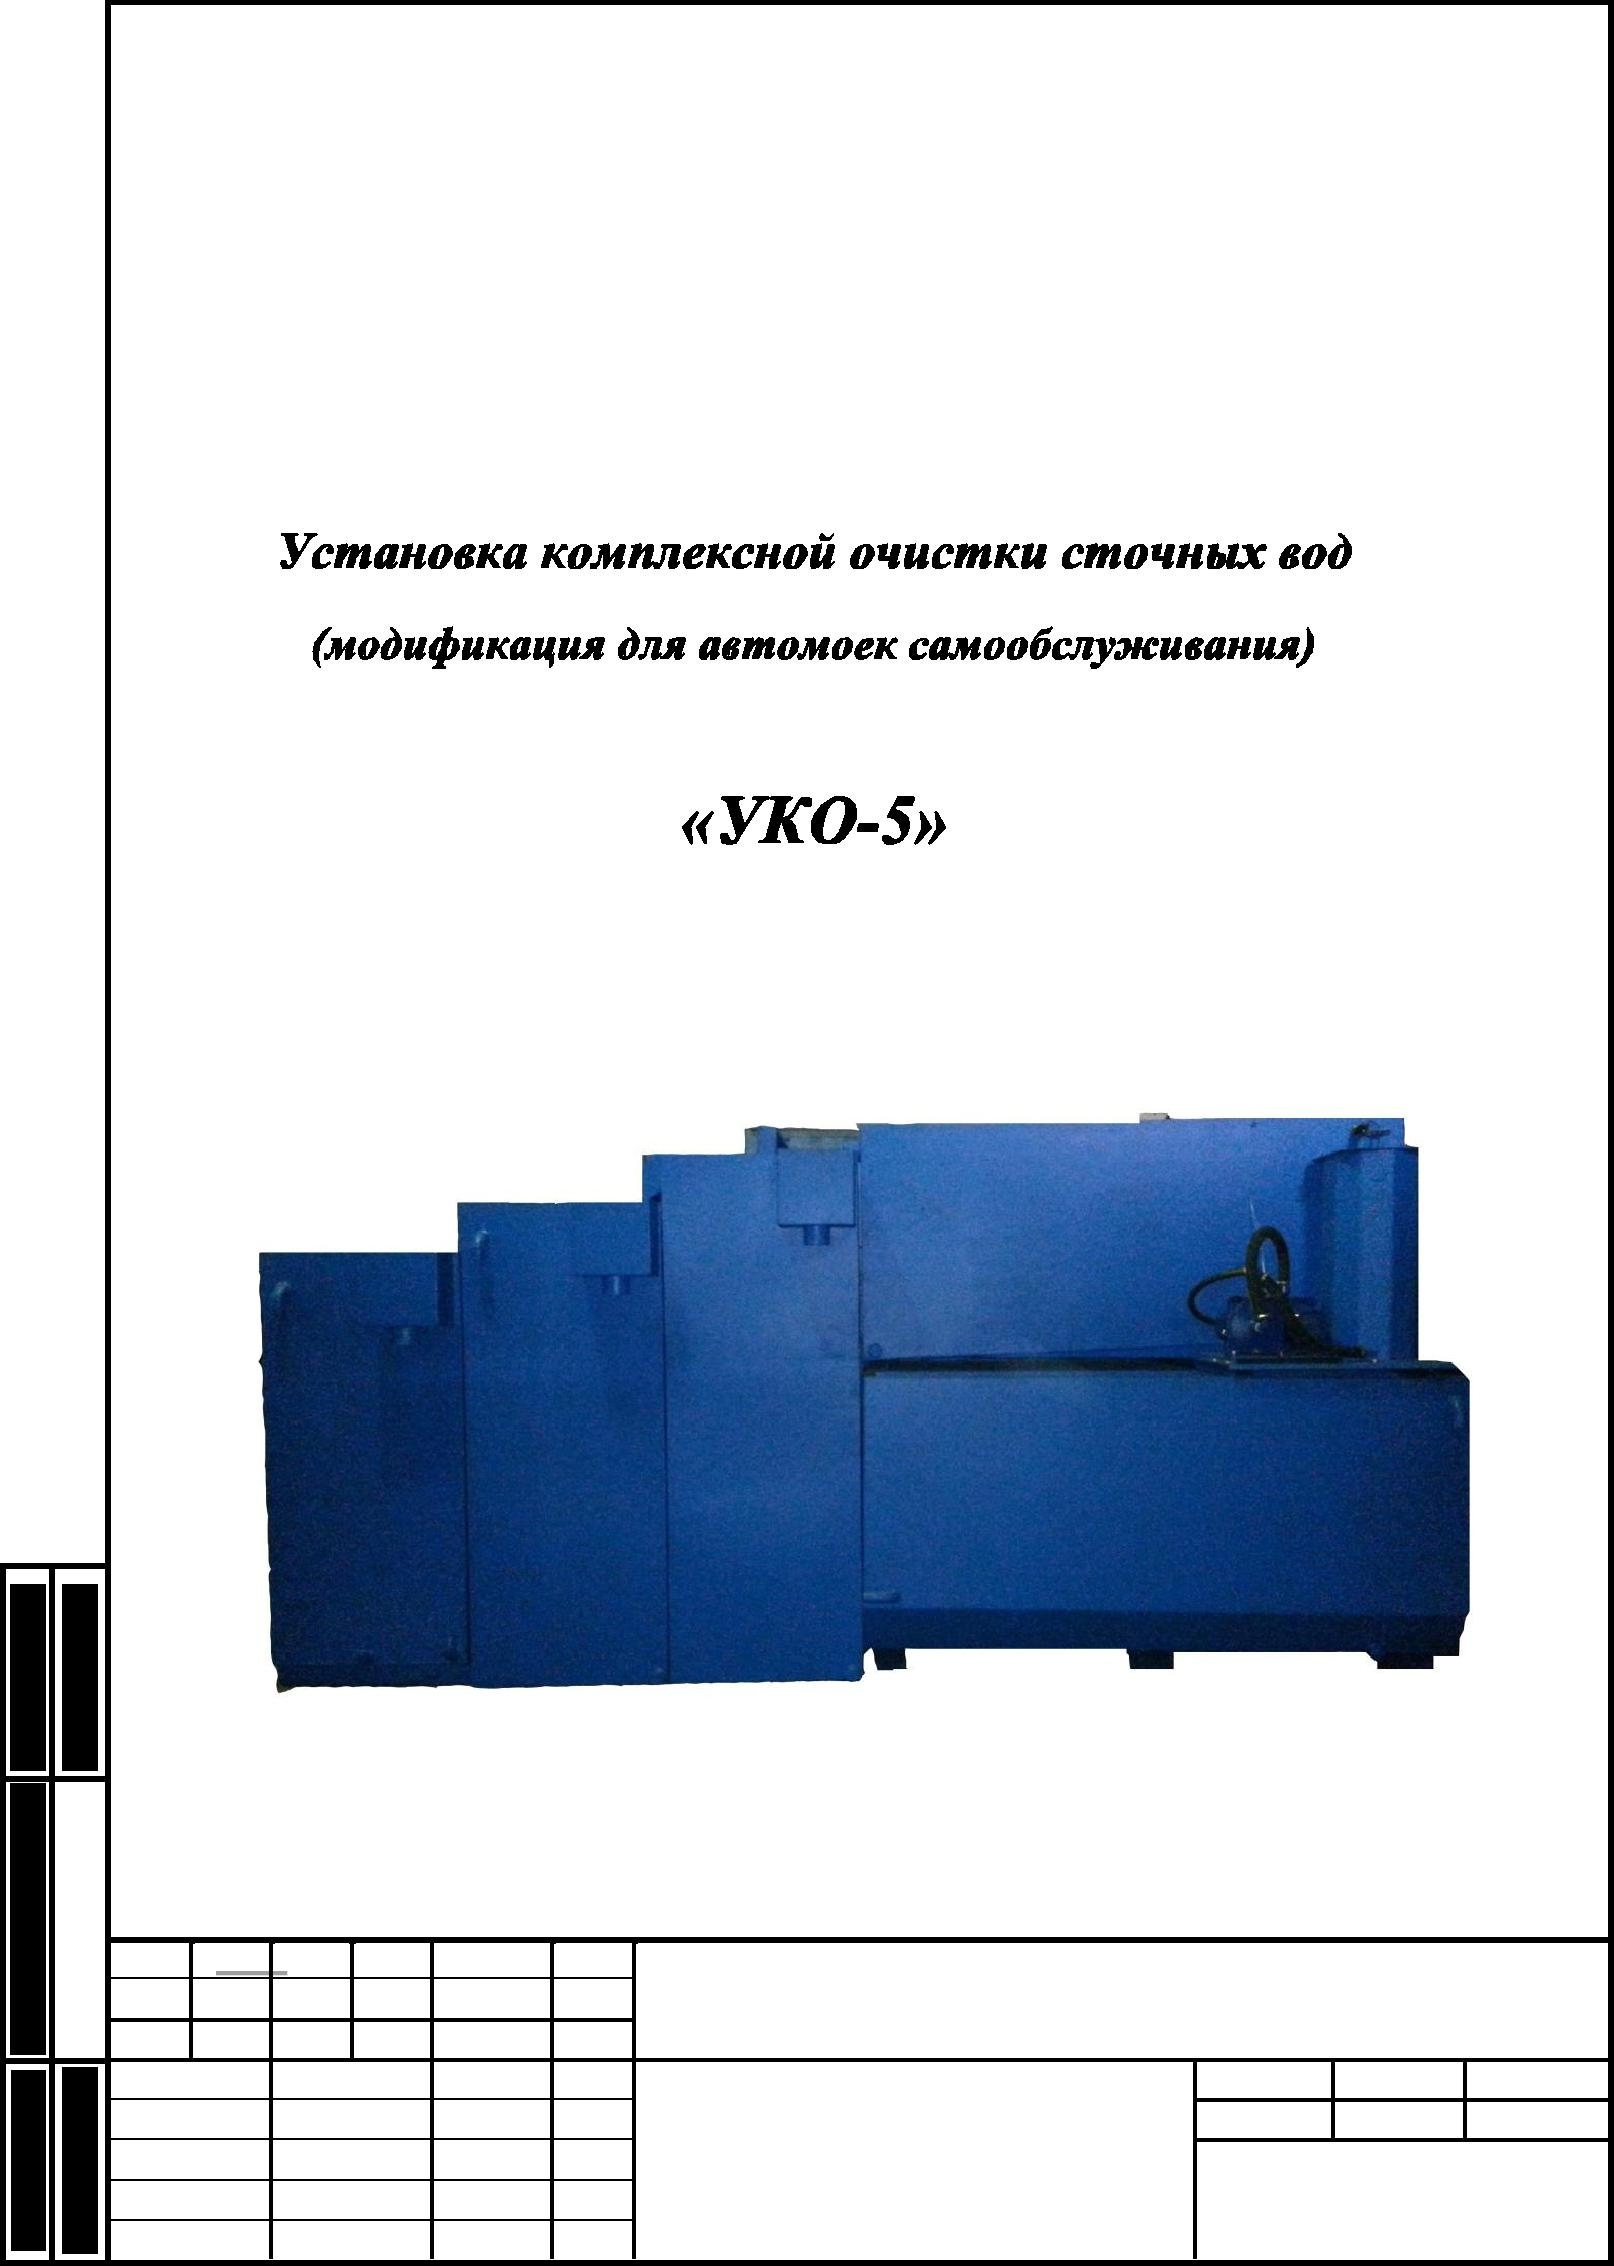 Установка комплексной очистки сточных вод
(модификация для автомоек самообслуживания)
«УКО-5»